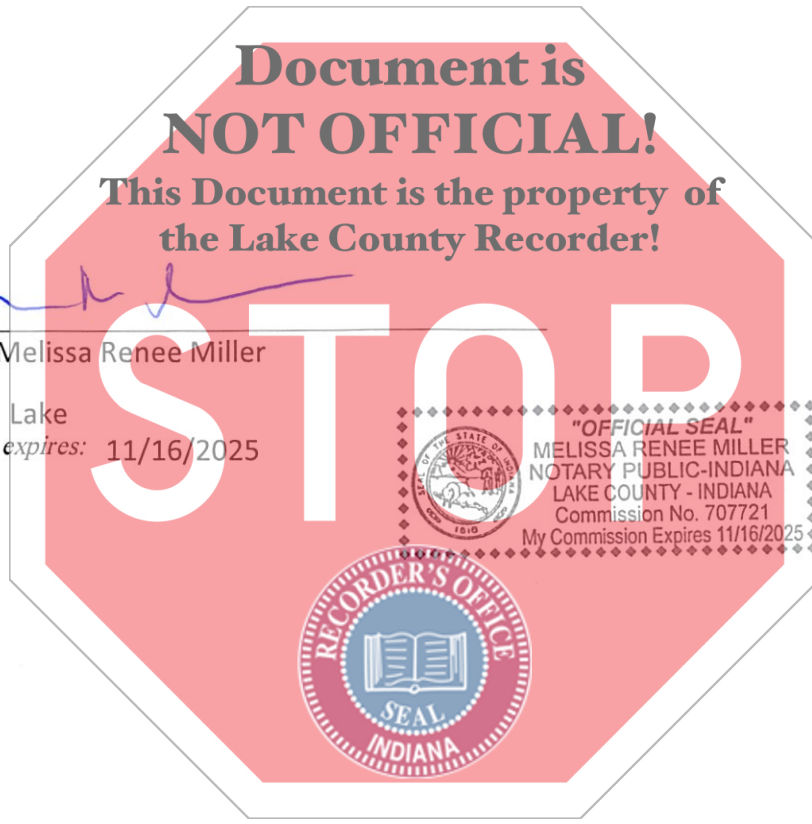 Document is
NOT OFFICIAL!
This Document is the property of
the Lake County Recorder!
STOP
Melissa Renee Miller
Lake
expires: 11/16/2025
"OFFICIAL SEAL"
MELISSA RENEE MILLER
NOTARY PUBLIC-INDIANA
LAKE COUNTY - INDIANA
Commission No. 707721
My Commission Expires 11/16/2025
SEAL OF THE STATE OF INDIANA
1816
RECORDER'S OFFICE
SEAL
INDIANA